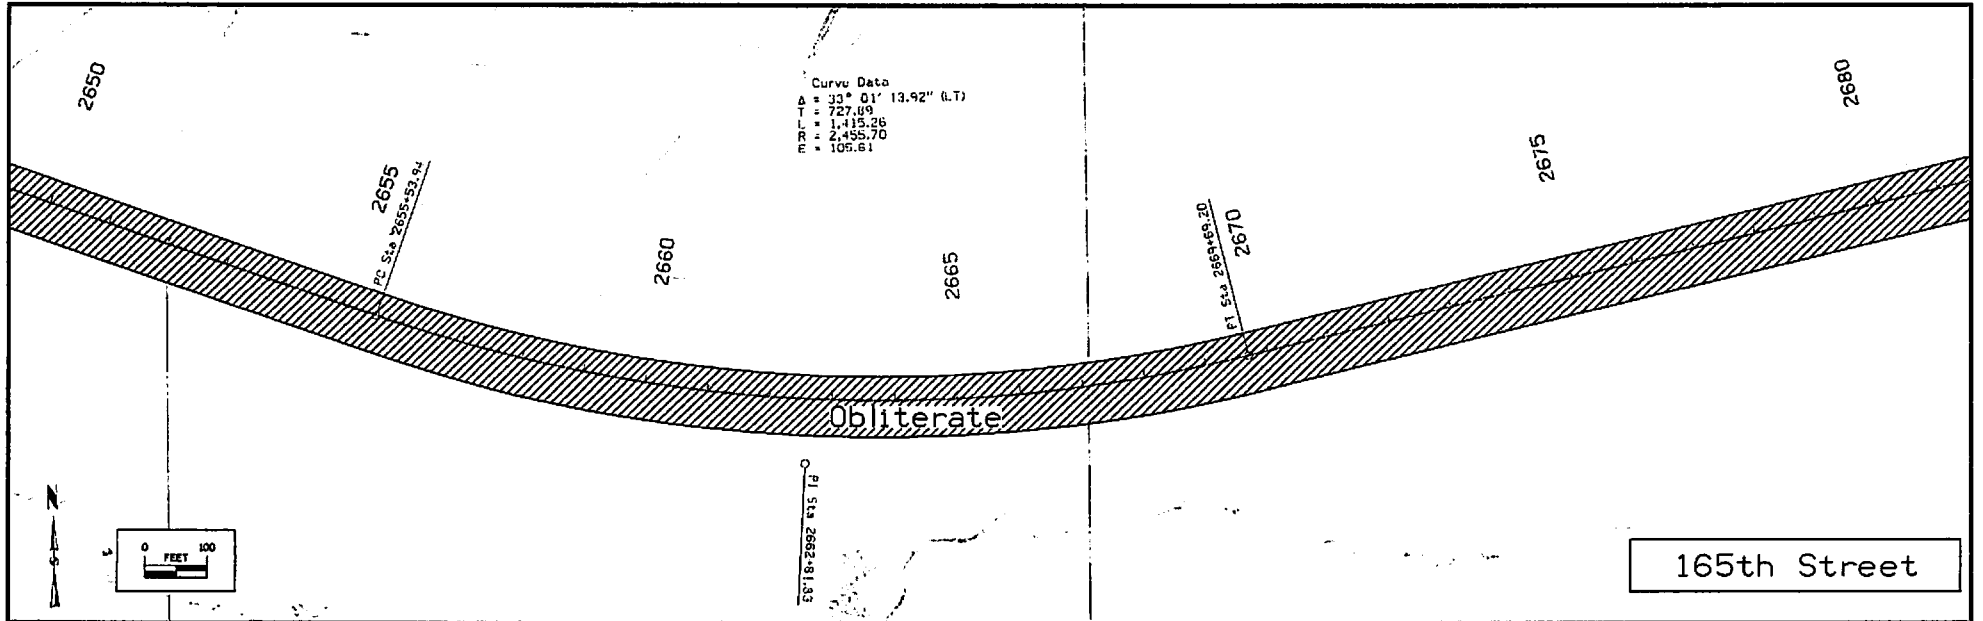 2650
Curve Data
Δ = 33° 01' 13.92" (LT)
T = 727.89
L = 1,415.26
R = 2,455.70
E = 105.61
2680
2675
2655
PC Sta 2655+53.94
2660
2665
PT Sta 2669+69.20
2670
Obliterate
PI Sta 2662+81.83
N
0 100
FEET
165th Street